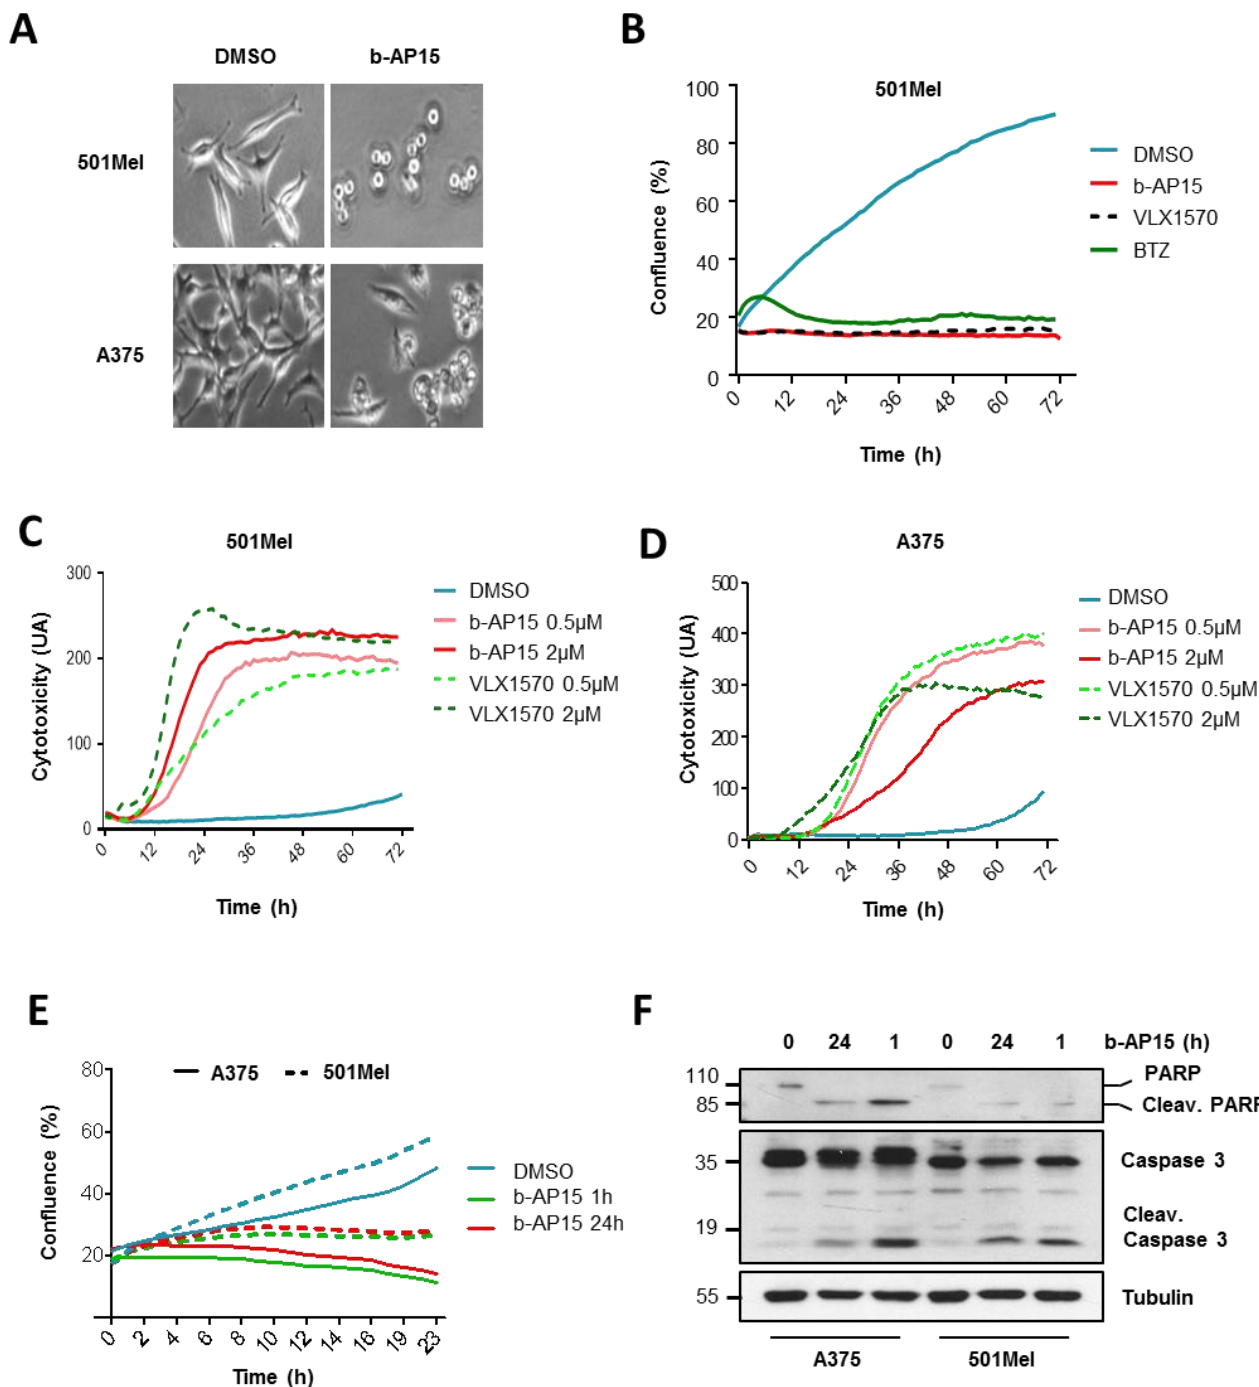 A
DMSO b-AP15
501Mel
A375
B
501Mel
Confluence (%)
100
80
60
40
20
0
0 12 24 36 48 60 72
Time (h)
DMSO
b-AP15
VLX1570
BTZ
C
501Mel
Cytotoxicity (UA)
300
200
100
0
0 12 24 36 48 60 72
Time (h)
DMSO
b-AP15 0.5µM
b-AP15 2µM
VLX1570 0.5µM
VLX1570 2µM
D
A375
Cytotoxicity (UA)
500
400
300
200
100
0
0 12 24 36 48 60 72
Time (h)
DMSO
b-AP15 0.5µM
b-AP15 2µM
VLX1570 0.5µM
VLX1570 2µM
E
A375 501Mel
Confluence (%)
80
60
40
20
0 2 4 6 8 10 12 14 16 19 23
Time (h)
DMSO
b-AP15 1h
b-AP15 24h
F
0 24 1 0 24 1 b-AP15 (h)
110 PARP
85 Cleav. PARP
35 Caspase 3
19 Cleav.
Caspase 3
55 Tubulin
A375 501Mel